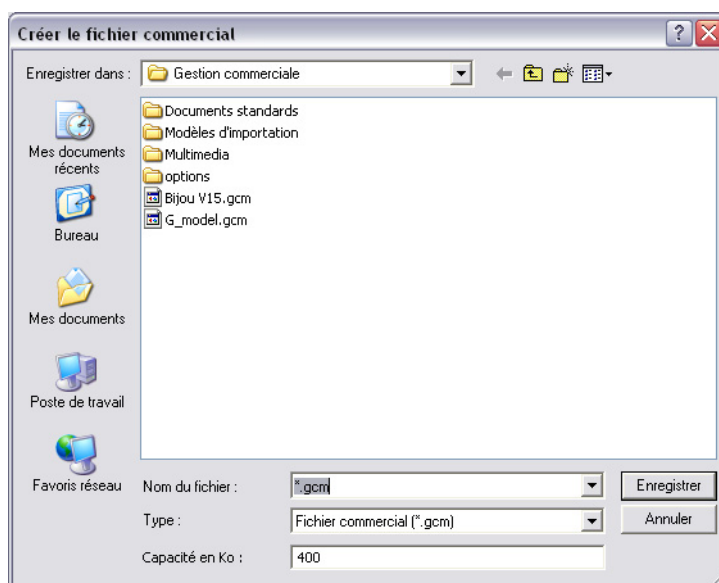 Créer le fichier commercial
Enregistrer dans :
Gestion commerciale
Mes documents
récents
Bureau
Mes documents
Poste de travail
Favoris réseau
Documents standards
Modèles d'importation
Multimedia
options
Bijou V15.gcm
G_model.gcm
Nom du fichier :
*.gcm
Enregistrer
Type :
Fichier commercial (*.gcm)
Annuler
Capacité en Ko :
400